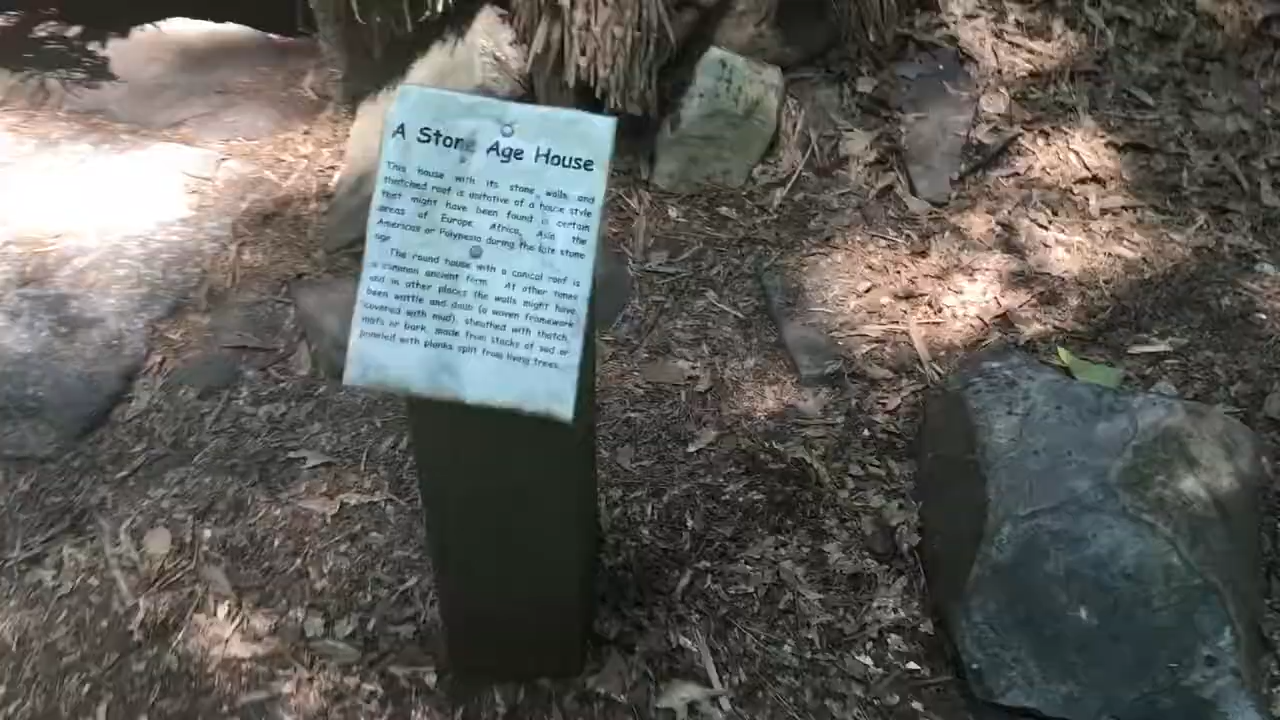 A Stone Age House
This house with its stone walls and
thatched roof is imitative of a house style
that might have been found in certain
areas of Europe, Africa, Asia the
Americas or Polynesia during the late stone
age.
The round house with a conical roof is
a common ancient form. At other times
and in other places the walls might have
been wattle and daub (a woven framework
covered with mud), sheathed with thatch,
mats or bark, made from stacks of sod or
paneled with planks split from living trees.